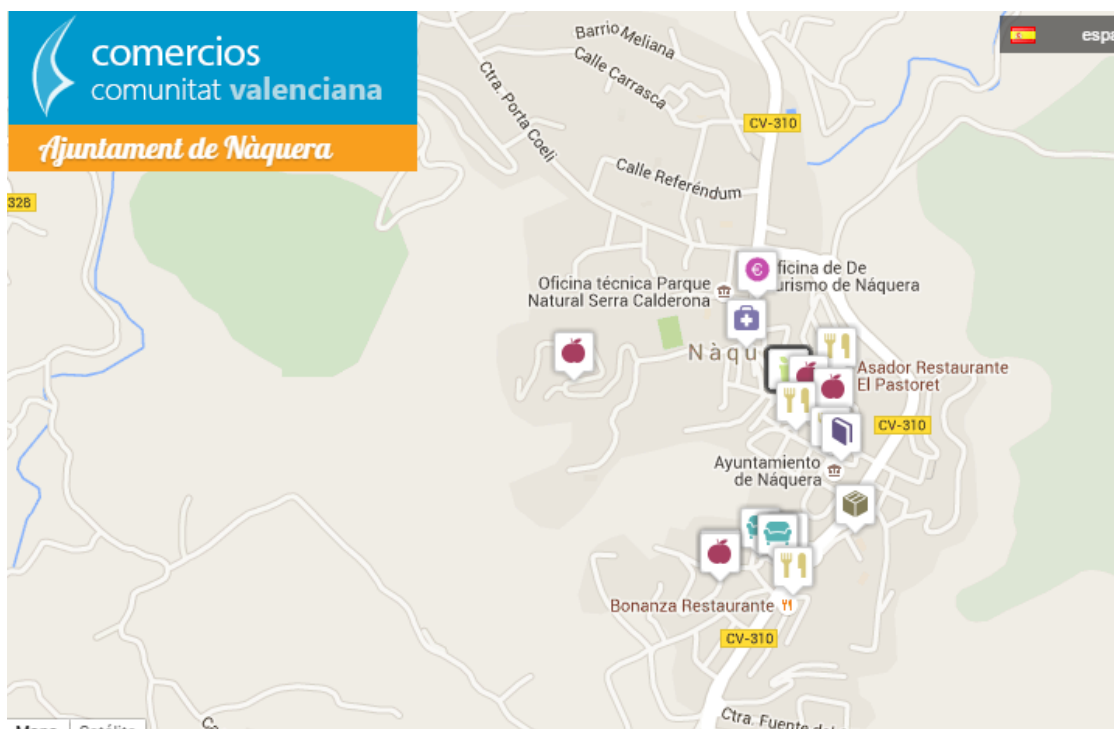 comercios
comunitat valenciana
Ajuntament de Nàquera
Barrio Meliana
Calle Carrasca
Ctra. Porta Coeli
CV-310
Calle Referéndum
328
Oficina técnica Parque
Natural Serra Calderona
ficina de De
urismo de Náquera
Nàqu
Asador Restaurante
El Pastoret
CV-310
Ayuntamiento
de Náquera
Bonanza Restaurante
CV-310
Ctra. Fuente del
espa